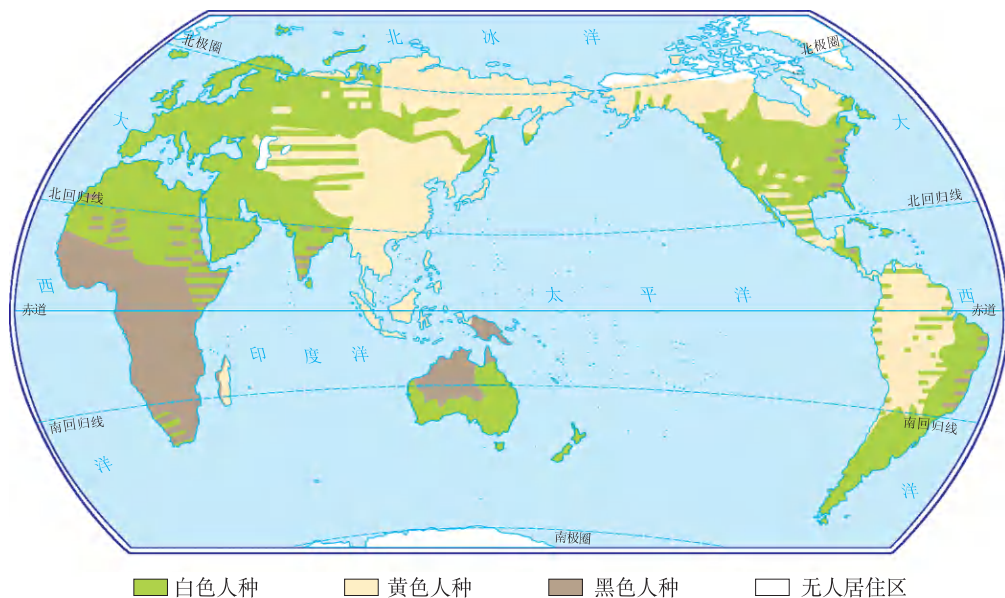 北冰洋
北极圈
北极圈
大
大
北回归线
北回归线
西
太平洋
西
赤道
赤道
印度洋
南回归线
南回归线
洋
洋
南极圈
白色人种
黄色人种
黑色人种
无人居住区